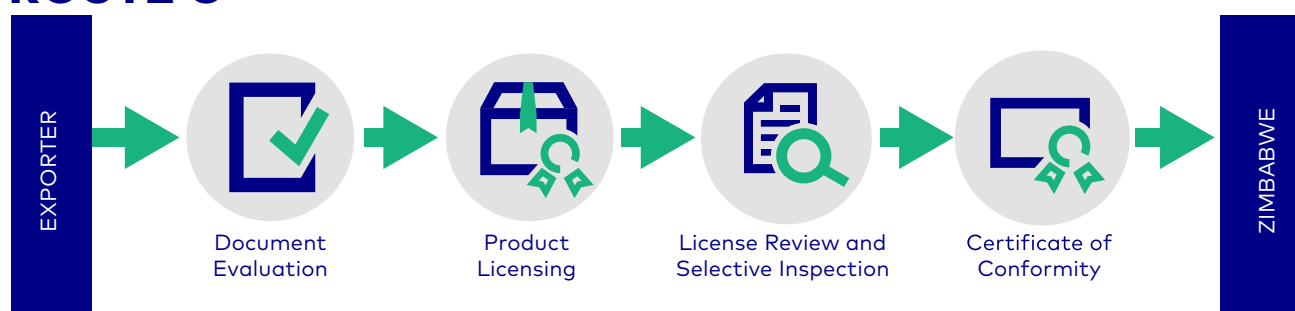 EXPORTER
Document
Evaluation
Product
Licensing
License Review and
Selective Inspection
Certificate of
Conformity
ZIMBABWE